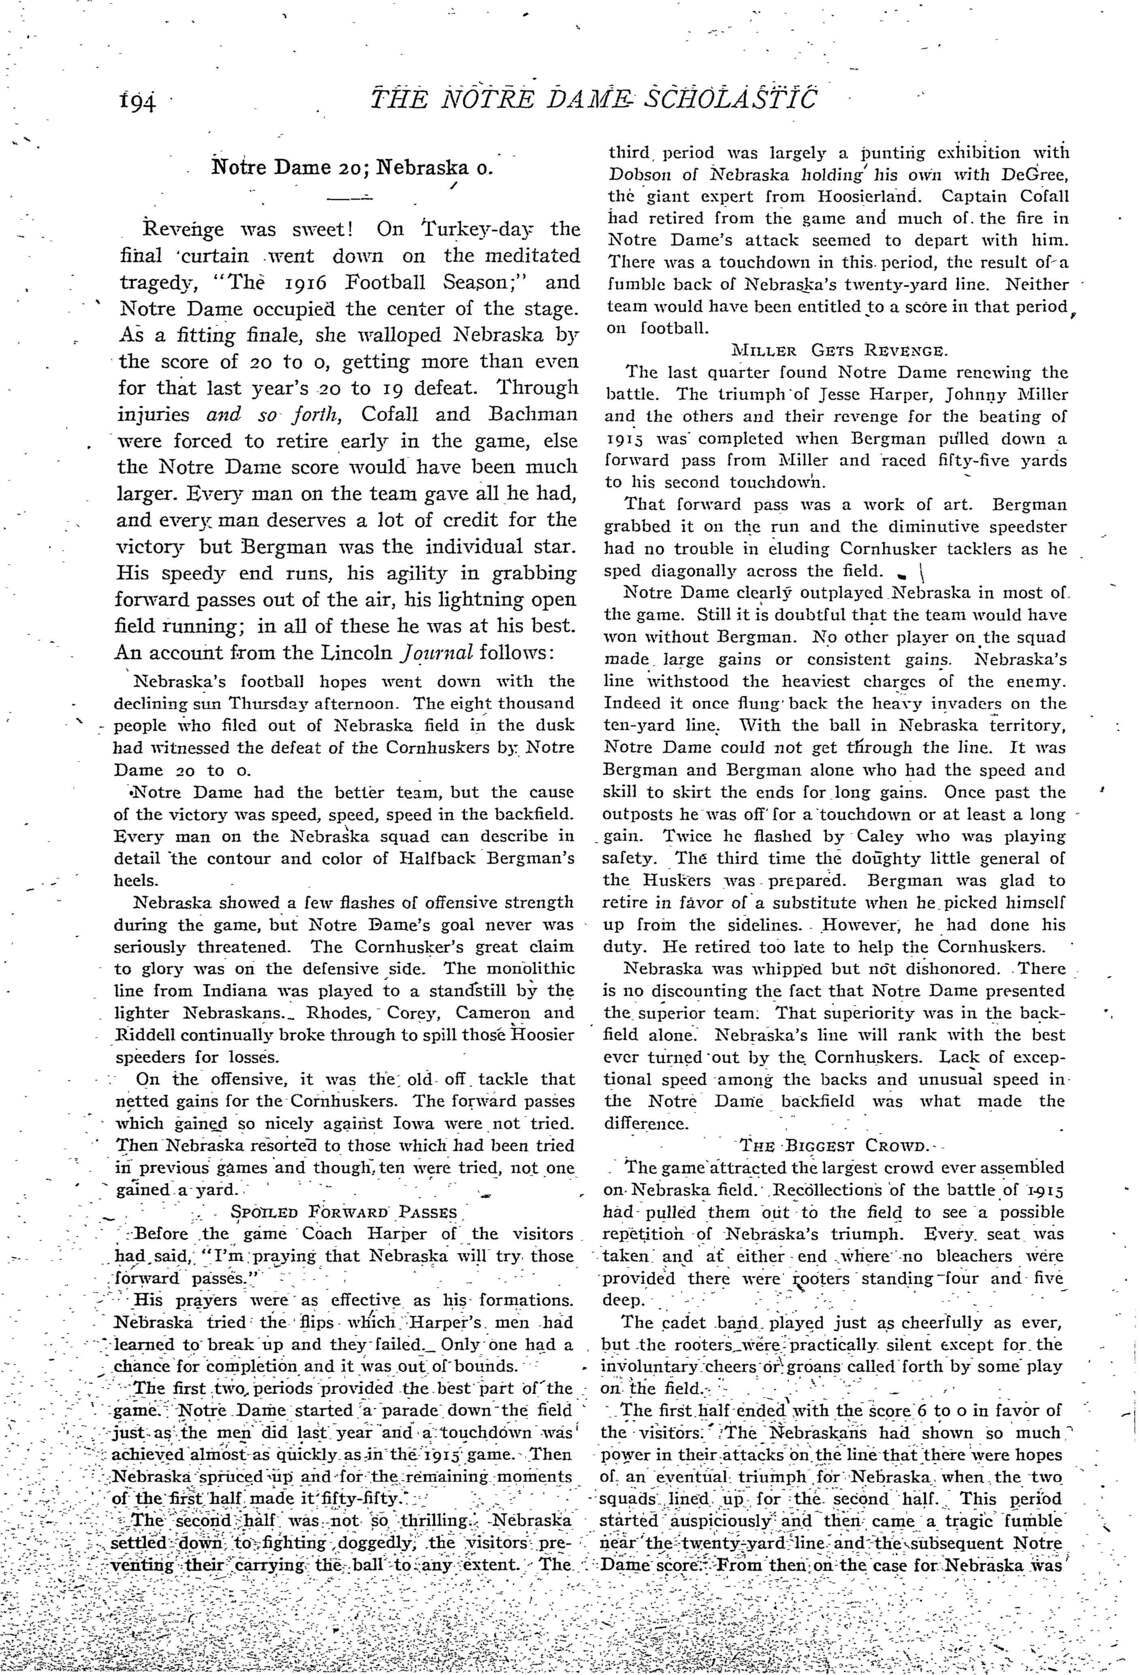 194
THE NOTRE DAME SCHOLASTIC
Notre Dame 20; Nebraska 0.
Revenge was sweet! On Turkey-day the
final curtain went down on the meditated
tragedy, "The 1916 Football Season;" and
Notre Dame occupied the center of the stage.
As a fitting finale, she walloped Nebraska by
the score of 20 to 0, getting more than even
for that last year's 20 to 19 defeat. Through
injuries and so forth, Cofall and Bachman
were forced to retire early in the game, else
the Notre Dame score would have been much
larger. Every man on the team gave all he had,
and every man deserves a lot of credit for the
victory but Bergman was the individual star.
His speedy end runs, his agility in grabbing
forward passes out of the air, his lightning open
field running; in all of these he was at his best.
An account from the Lincoln Journal follows:
Nebraska's football hopes went down with the
declining sun Thursday afternoon. The eight thousand
people who filed out of Nebraska field in the dusk
had witnessed the defeat of the Cornhuskers by Notre
Dame 20 to 0.
Notre Dame had the better team, but the cause
of the victory was speed, speed, speed in the backfield.
Every man on the Nebraska squad can describe in
detail the contour and color of Halfback Bergman's
heels.
Nebraska showed a few flashes of offensive strength
during the game, but Notre Dame's goal never was
seriously threatened. The Cornhusker's great claim
to glory was on the defensive side. The monolithic
line from Indiana was played to a standstill by the
lighter Nebraskans. Rhodes, Corey, Cameron and
Riddell continually broke through to spill those Hoosier
speeders for losses.
On the offensive, it was the old off tackle that
netted gains for the Cornhuskers. The forward passes
which gained so nicely against Iowa were not tried.
Then Nebraska resorted to those which had been tried
in previous games and though ten were tried, not one
gained a yard.
SPOILED FORWARD PASSES
Before the game Coach Harper of the visitors
had said, "I'm praying that Nebraska will try those
forward passes."
His prayers were as effective as his formations.
Nebraska tried the flips which Harper's men had
learned to break up and they failed. Only one had a
chance for completion and it was out of bounds.
The first two periods provided the best part of the
game. Notre Dame started a parade down the field
just as the men did last year and a touchdown was
achieved almost as quickly as in the 1915 game. Then
Nebraska spruced up and for the remaining moments
of the first half made it fifty-fifty.
The second half was not so thrilling. Nebraska
settled down to fighting doggedly, the visitors pre-
venting their carrying the ball to any extent. The
third period was largely a punting exhibition with
Dobson of Nebraska holding his own with DeGree,
the giant expert from Hoosierland. Captain Cofall
had retired from the game and much of the fire in
Notre Dame's attack seemed to depart with him.
There was a touchdown in this period, the result of a
fumble back of Nebraska's twenty-yard line. Neither
team would have been entitled to a score in that period,
on football.
MILLER GETS REVENGE.
The last quarter found Notre Dame renewing the
battle. The triumph of Jesse Harper, Johnny Miller
and the others and their revenge for the beating of
1915 was completed when Bergman pulled down a
forward pass from Miller and raced fifty-five yards
to his second touchdown.
That forward pass was a work of art. Bergman
grabbed it on the run and the diminutive speedster
had no trouble in eluding Cornhusker tacklers as he
sped diagonally across the field.
Notre Dame clearly outplayed Nebraska in most of
the game. Still it is doubtful that the team would have
won without Bergman. No other player on the squad
made large gains or consistent gains. Nebraska's
line withstood the heaviest charges of the enemy.
Indeed it once flung back the heavy invaders on the
ten-yard line. With the ball in Nebraska territory,
Notre Dame could not get through the line. It was
Bergman and Bergman alone who had the speed and
skill to skirt the ends for long gains. Once past the
outposts he was off for a touchdown or at least a long
gain. Twice he flashed by Caley who was playing
safety. The third time the doughty little general of
the Huskers was prepared. Bergman was glad to
retire in favor of a substitute when he picked himself
up from the sidelines. However, he had done his
duty. He retired too late to help the Cornhuskers.
Nebraska was whipped but not dishonored. There
is no discounting the fact that Notre Dame presented
the superior team. That superiority was in the back-
field alone. Nebraska's line will rank with the best
ever turned out by the Cornhuskers. Lack of excep-
tional speed among the backs and unusual speed in
the Notre Dame backfield was what made the
difference.
THE BIGGEST CROWD.
The game attracted the largest crowd ever assembled
on Nebraska field. Recollections of the battle of 1915
had pulled them out to the field to see a possible
repetition of Nebraska's triumph. Every seat was
taken and at either end where no bleachers were
provided there were rooters standing four and five
deep.
The cadet band played just as cheerfully as ever,
but the rooters were practically silent except for the
involuntary cheers or groans called forth by some play
on the field.
The first half ended with the score 6 to 0 in favor of
the visitors. The Nebraskans had shown so much
power in their attacks on the line that there were hopes
of an eventual triumph for Nebraska when the two
squads lined up for the second half. This period
started auspiciously and then came a tragic fumble
near the twenty-yard line and the subsequent Notre
Dame score. From then on the case for Nebraska was